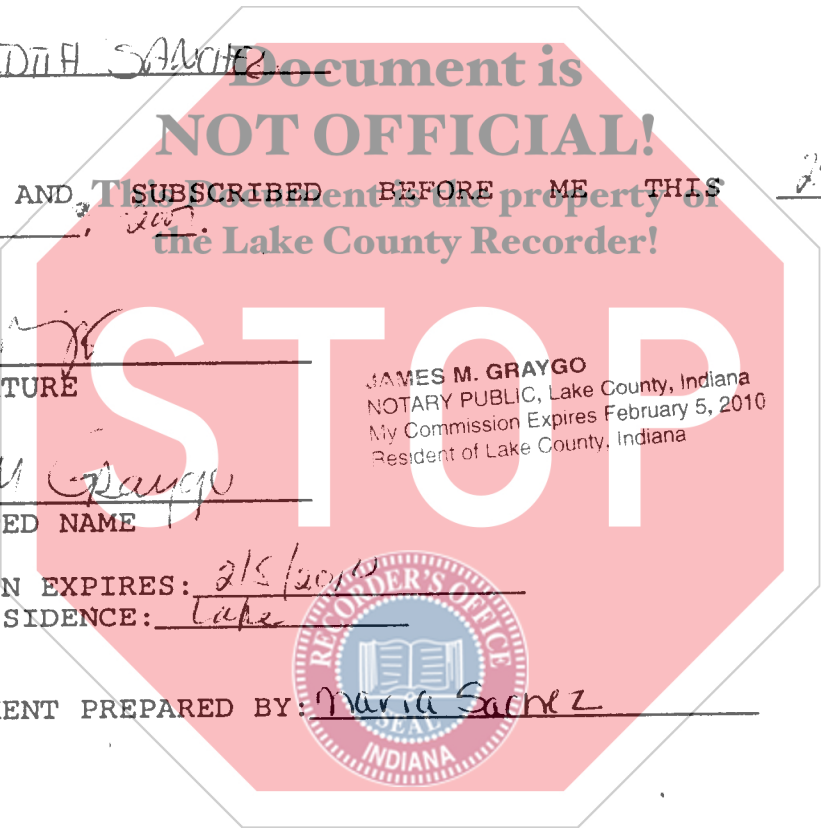 SANCHEZ
Document is
NOT OFFICIAL!
AND SUBSCRIBED BEFORE ME THIS
This Document is the property of
the Lake County Recorder!
STOP
TURE
JAMES M. GRAYGO
NOTARY PUBLIC, Lake County, Indiana
My Commission Expires February 5, 2010
Resident of Lake County, Indiana
M Graygo
ED NAME
N EXPIRES: 2/5/2010
SIDENCE: Lake
ENT PREPARED BY: Maria Sachez
RECORDER'S OFFICE
SEAL
INDIANA